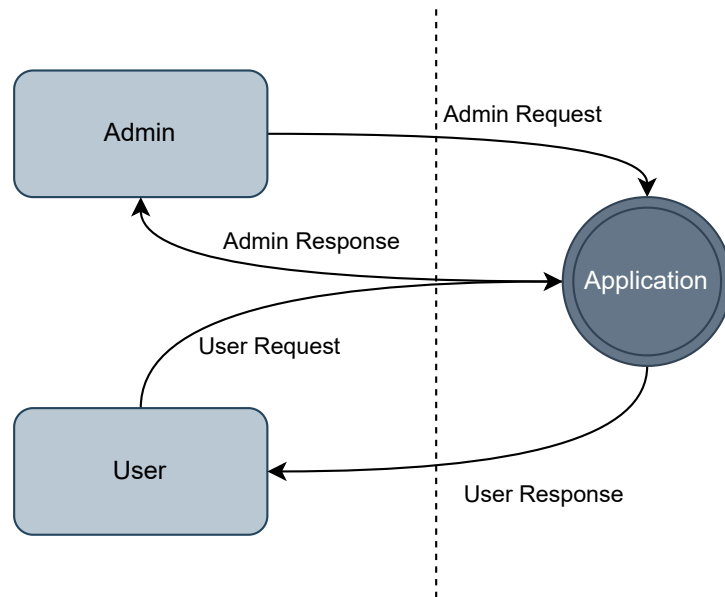 Admin
Admin Request
Admin Response
Application
User Request
User
User Response